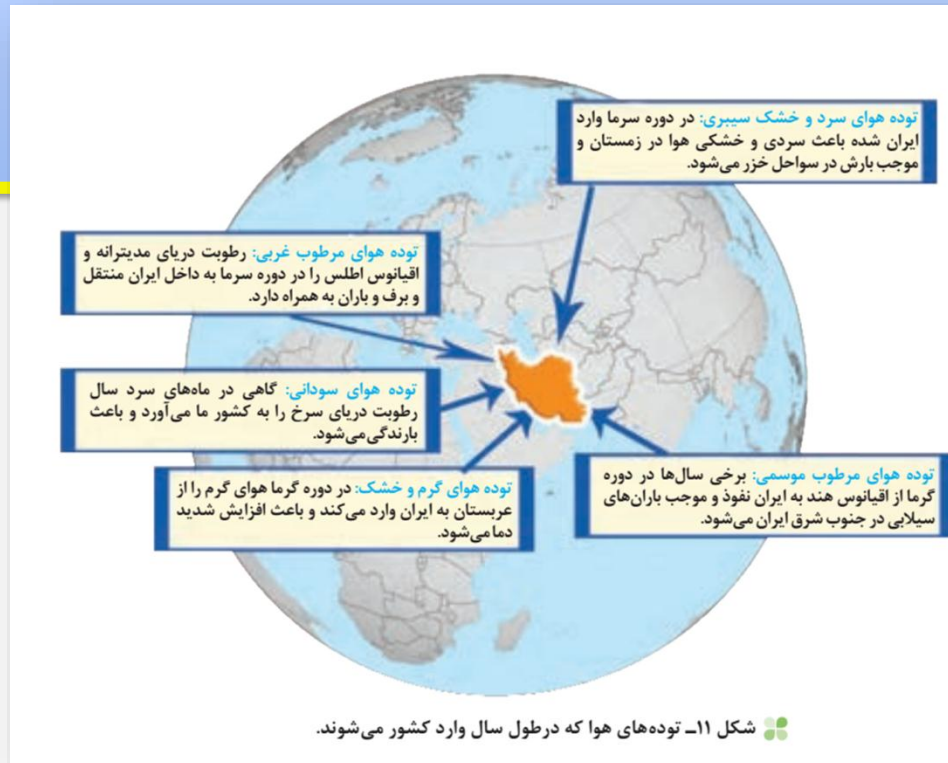 توده هوای سرد و خشک سیبری: در دوره سرما وارد
ایران شده باعث سردی و خشکی هوا در زمستان و
موجب بارش در سواحل خزر می‌شود.
توده هوای مرطوب غربی: رطوبت دریای مدیترانه و
اقیانوس اطلس را در دوره سرما به داخل ایران منتقل
و برف و باران به همراه دارد.
توده هوای سودانی: گاهی در ماه‌های سرد سال
رطوبت دریای سرخ را به کشور ما می‌آورد و باعث
بارندگی می‌شود.
توده هوای مرطوب موسمی: برخی سال‌ها در دوره
گرما از اقیانوس هند به ایران نفوذ و موجب باران‌های
سیلابی در جنوب شرق ایران می‌شود.
توده هوای گرم و خشک: در دوره گرما هوای گرم را از
عربستان به ایران وارد می‌کند و باعث افزایش شدید
دما می‌شود.
شکل ۱۱ــ توده‌های هوا که درطول سال وارد کشور می‌شوند.